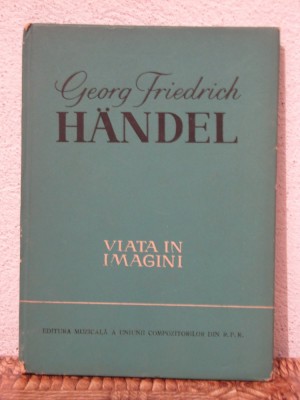 Georg Friedrich
HÄNDEL
VIATA IN
IMAGINI
EDITURA MUZICALĂ A UNIUNII COMPOZITORILOR DIN R.P.R.